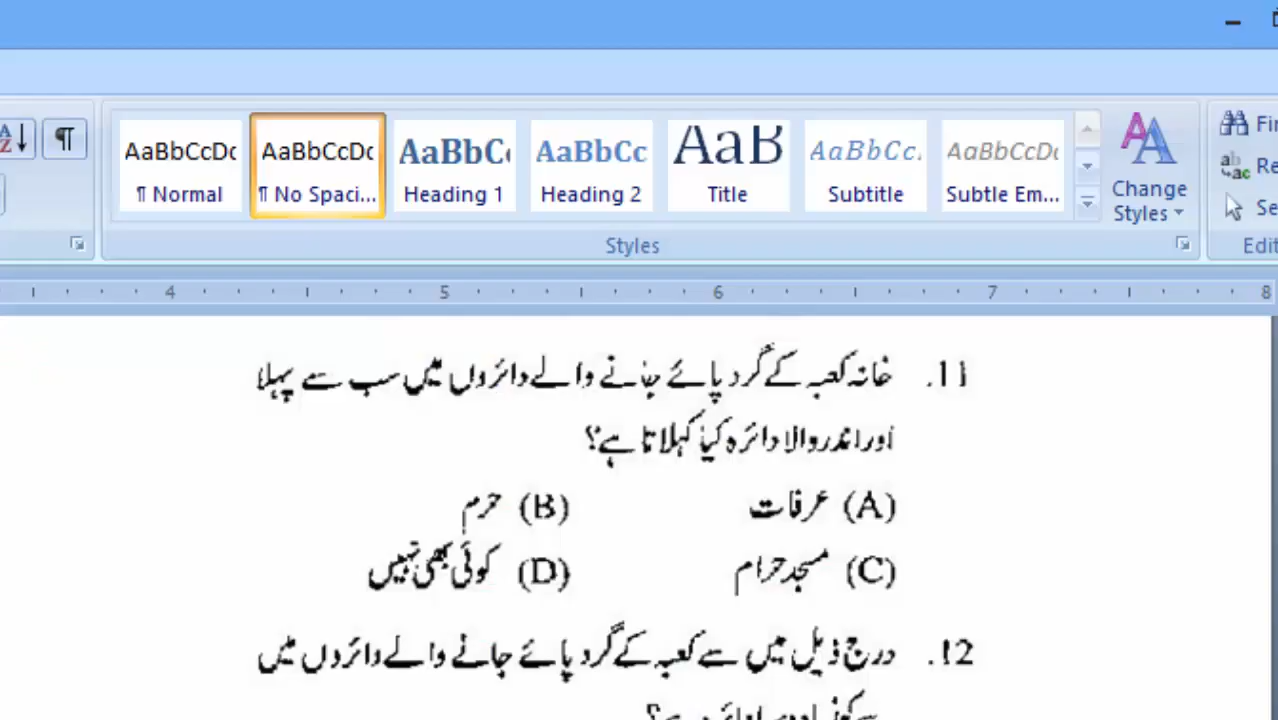 AaBbCcDc AaBbCcDc AaBbCc AaBbCc AaB AaBbCc. AaBbCcDc
¶ Normal ¶ No Spaci... Heading 1 Heading 2 Title Subtitle Subtle Em... Change Styles
Styles
4 5 6 7 8
11. خانہ کعبہ کے گرد پائے جانے والے دائروں میں سب سے پہلا
اور اندر والا دائرہ کیا کہلاتا ہے؟
(A) عرفات (B) حرم
(C) مسجد حرام (D) کوئی بھی نہیں
12. درج ذیل میں سے کعبہ کے گرد پائے جانے والے دائروں میں